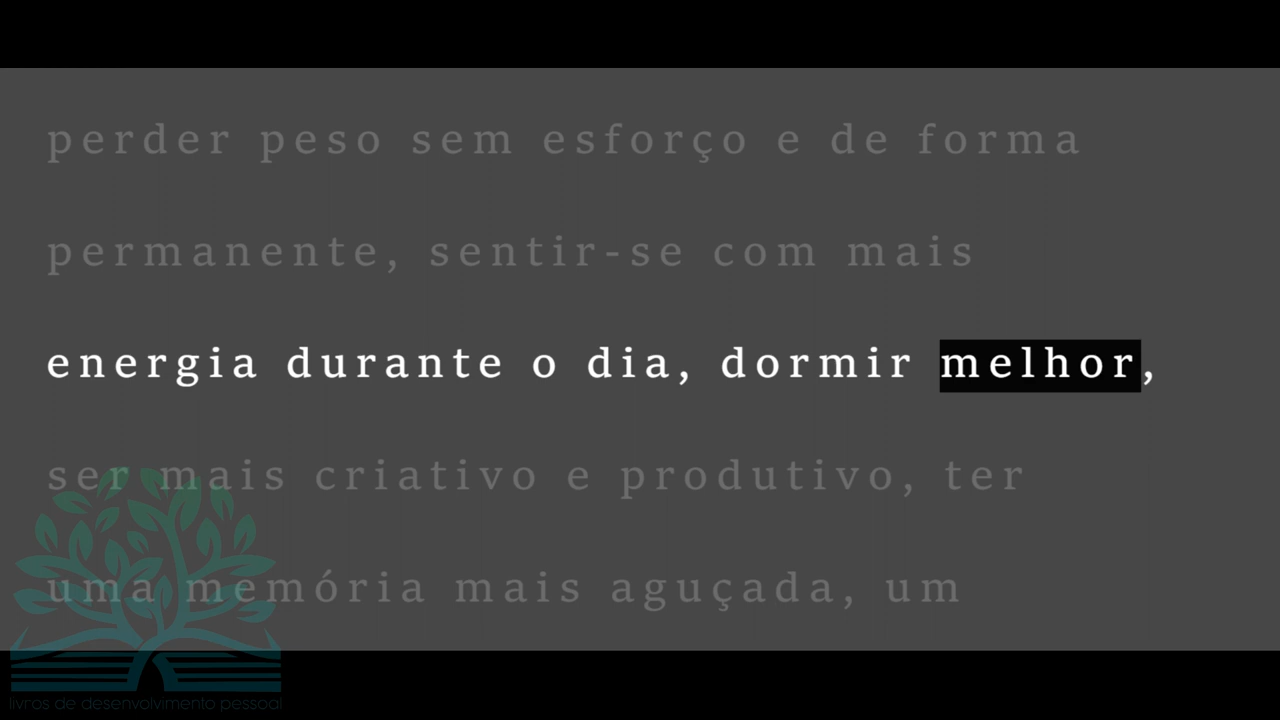 perder peso sem esforço e de forma
permanente, sentir-se com mais
energia durante o dia, dormir melhor,
ser mais criativo e produtivo, ter
uma memória mais aguçada, um
livros de desenvolvimento pessoal